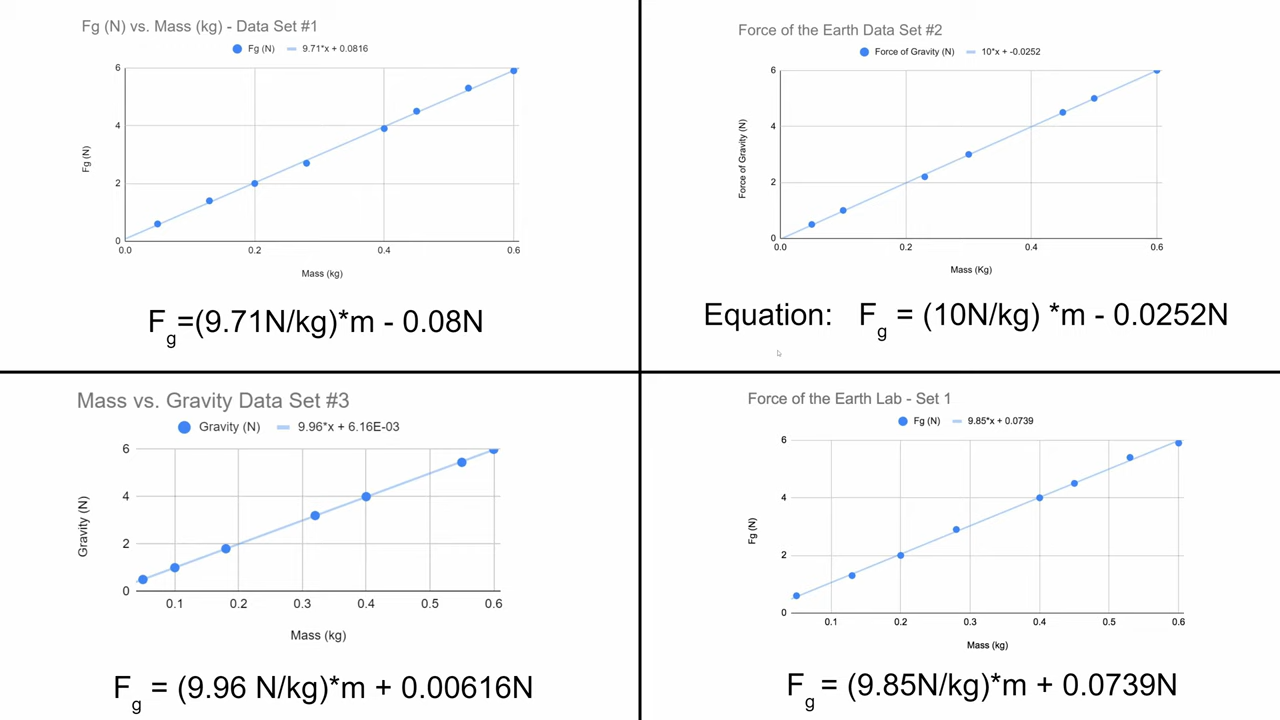 Fg (N) vs. Mass (kg) - Data Set #1
Fg (N) 9.71*x + 0.0816
6
4
2
0
Fg (N)
0.0 0.2 0.4 0.6
Mass (kg)
Fg=(9.71N/kg)*m - 0.08N
Force of the Earth Data Set #2
Force of Gravity (N) 10*x + -0.0252
6
4
2
0
Force of Gravity (N)
0.0 0.2 0.4 0.6
Mass (Kg)
Equation: Fg = (10N/kg) *m - 0.0252N
Mass vs. Gravity Data Set #3
Gravity (N) 9.96*x + 6.16E-03
6
4
2
0
Gravity (N)
0.1 0.2 0.3 0.4 0.5 0.6
Mass (kg)
Fg = (9.96 N/kg)*m + 0.00616N
Force of the Earth Lab - Set 1
Fg (N) 9.85*x + 0.0739
6
4
2
0
Fg (N)
0.1 0.2 0.3 0.4 0.5 0.6
Mass (kg)
Fg = (9.85N/kg)*m + 0.0739N